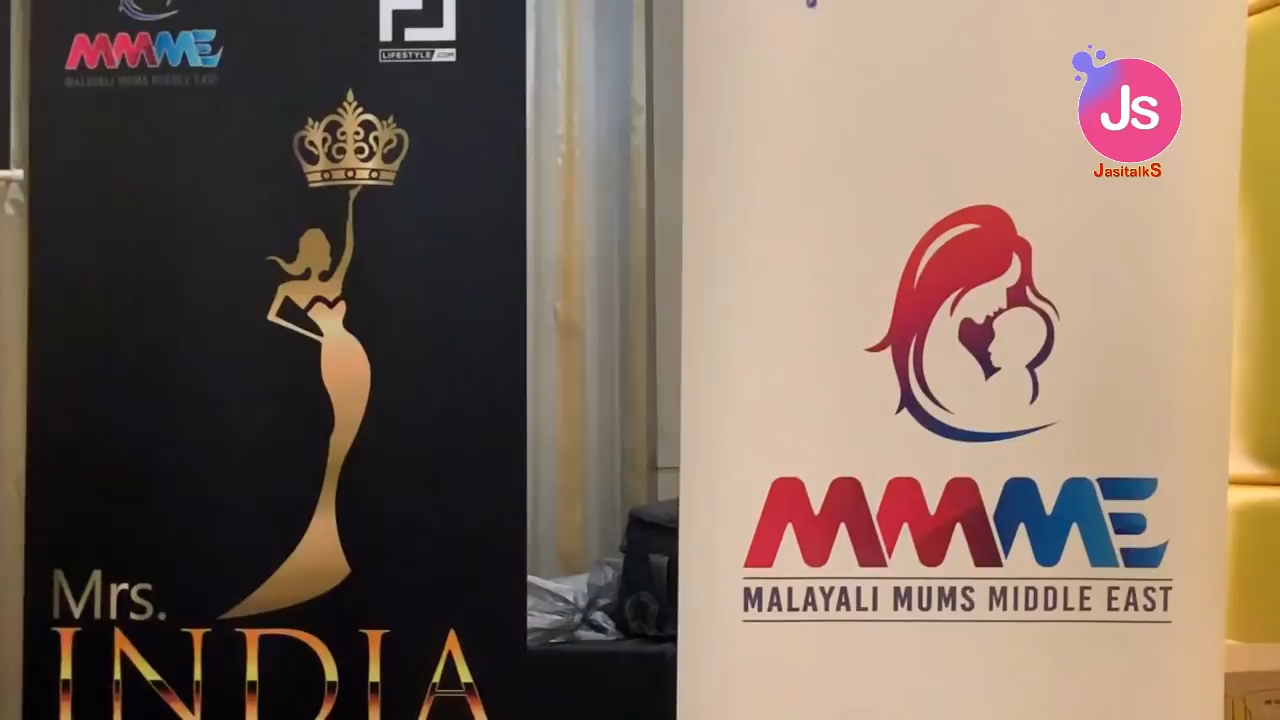 MMME
MALAYALI MUMS MIDDLE EAST
LIFESTYLE.COM
Mrs.
INDIA
Js
JasitalkS
MMME
MALAYALI MUMS MIDDLE EAST